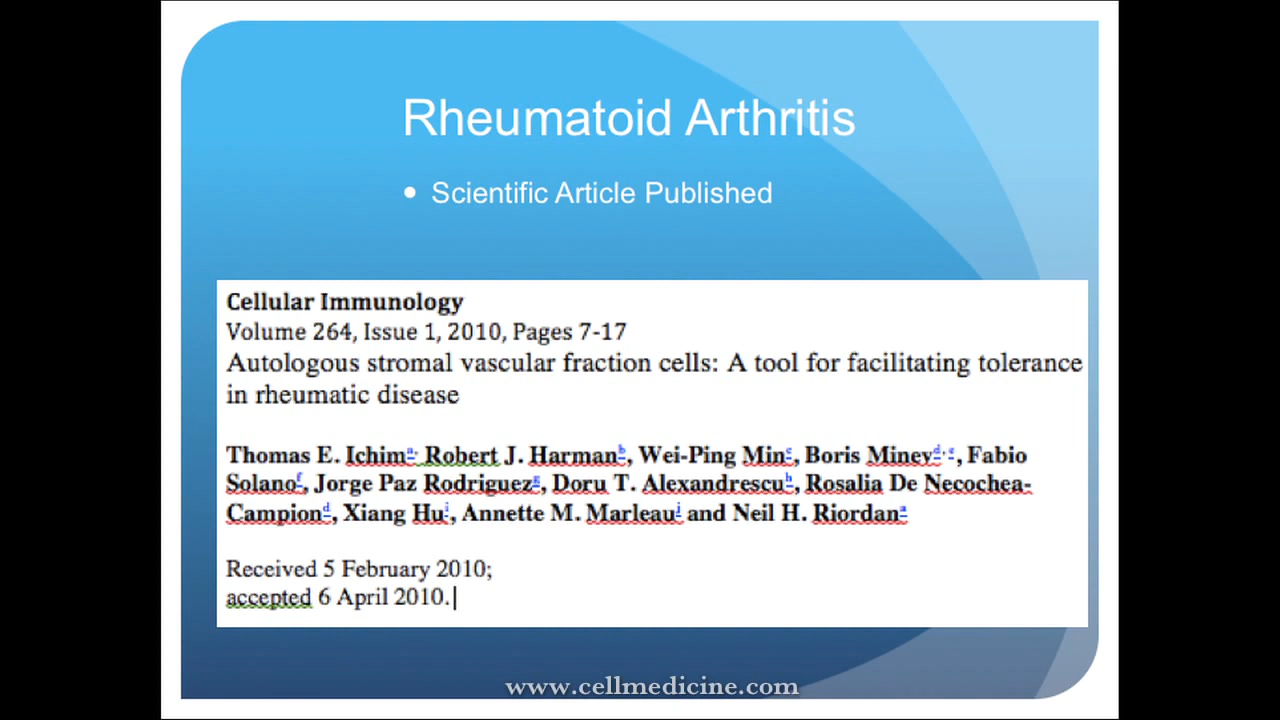 Rheumatoid Arthritis
• Scientific Article Published
Cellular Immunology
Volume 264, Issue 1, 2010, Pages 7-17
Autologous stromal vascular fraction cells: A tool for facilitating tolerance
in rheumatic disease
Thomas E. Ichim a, Robert J. Harman b, Wei-Ping Min c, Boris Minev d, e, Fabio
Solano f, Jorge Paz Rodriguez g, Doru T. Alexandrescu h, Rosalia De Necochea-
Campion d, Xiang Hu i, Annette M. Marleau j and Neil H. Riordan a
Received 5 February 2010;
accepted 6 April 2010.
www.cellmedicine.com